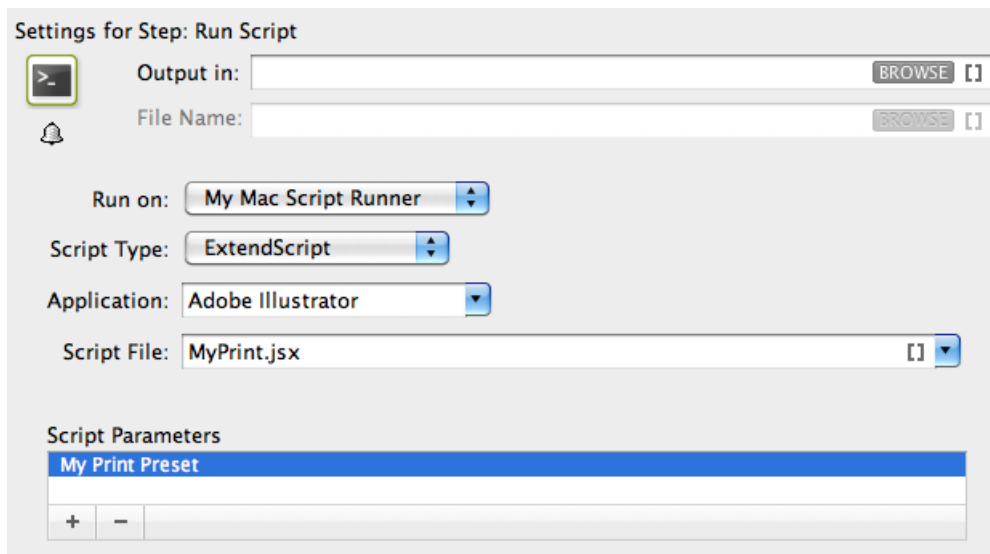 Settings for Step: Run Script
Output in: BROWSE []
File Name: BROWSE []
Run on: My Mac Script Runner
Script Type: ExtendScript
Application: Adobe Illustrator
Script File: MyPrint.jsx []
Script Parameters
My Print Preset
+ −